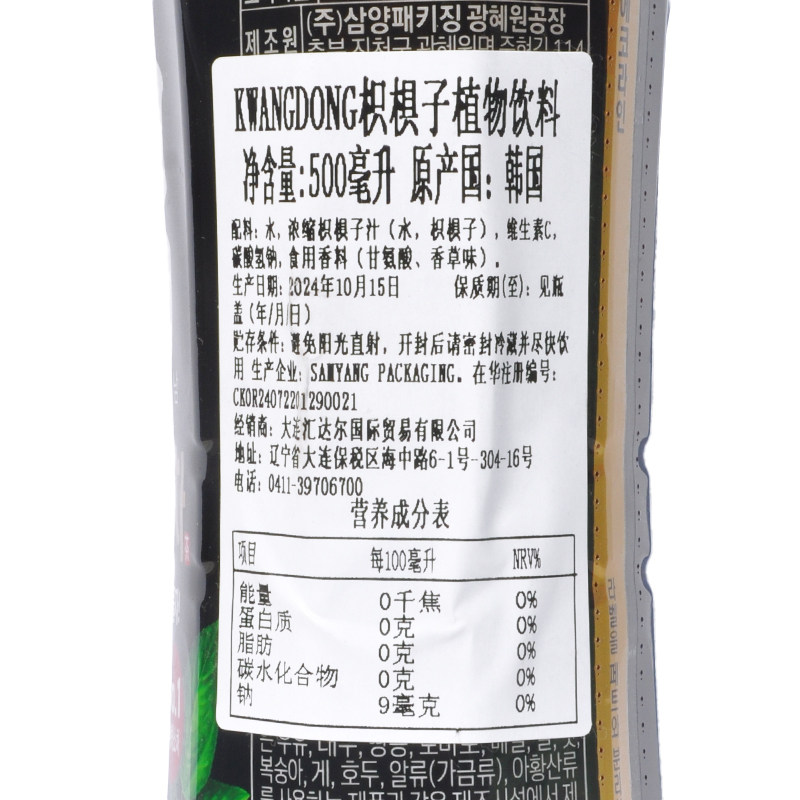 (주)삼양패키징 광혜원공장
제조원
KWANGDONG枳椇子植物饮料
净含量:500毫升 原产国: 韩国
配料: 水, 浓缩枳椇子汁 (水, 枳椇子), 维生素C,
碳酸氢钠, 食用香料 (甘氨酸、香草味).
生产日期: 2024年10月15日 保质期(至): 见瓶
盖 (年/月/日)
贮存条件: 避免阳光直射, 开封后请密封冷藏并尽快饮
用 生产企业: SAMYANG PACKAGING. 在华注册编号:
CKOR24072201290021
经销商: 大连汇达尔国际贸易有限公司
地址: 辽宁省大连保税区海中路6-1号-304-16号
电话: 0411-39706700
营养成分表
项目 每100毫升 NRV%
能量 0千焦 0%
蛋白质 0克 0%
脂肪 0克 0%
碳水化合物 0克 0%
钠 9毫克 0%
복숭아, 게, 호두, 알류(가금류), 아황산류